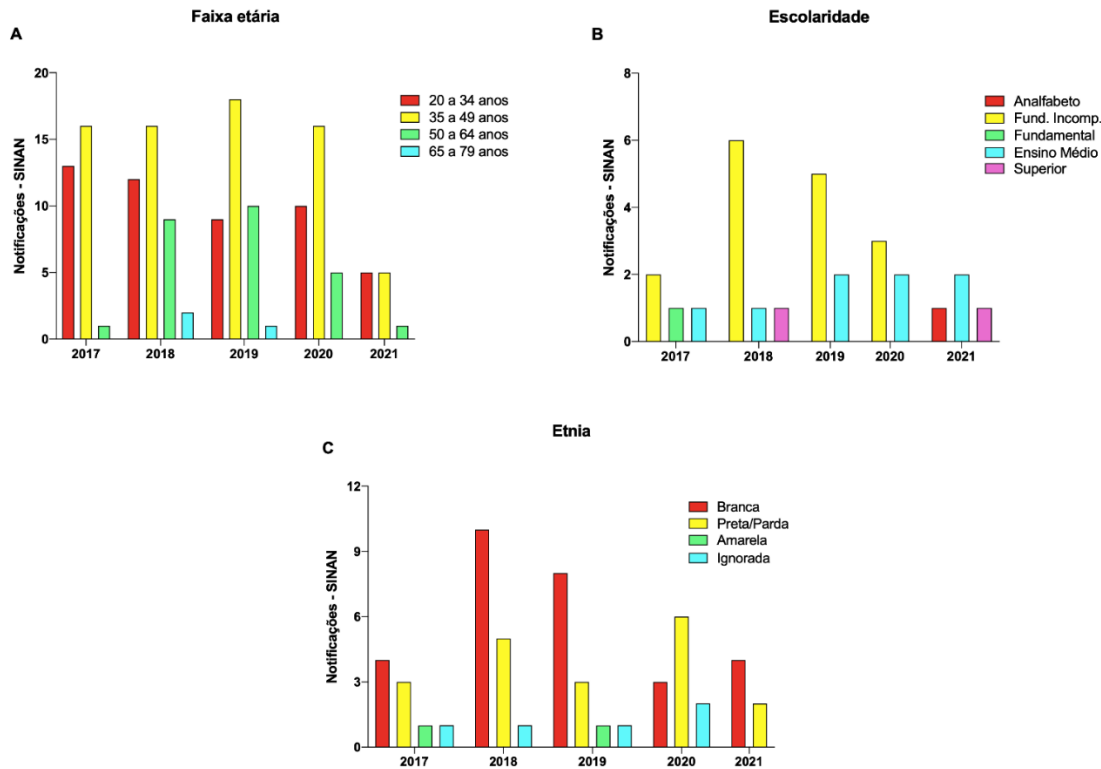 Faixa etária
A
Notificações - SINAN
20
15
10
5
0
2017
2018
2019
2020
2021
20 a 34 anos
35 a 49 anos
50 a 64 anos
65 a 79 anos
Escolaridade
B
Notificações - SINAN
8
6
4
2
0
2017
2018
2019
2020
2021
Analfabeto
Fund. Incomp.
Fundamental
Ensino Médio
Superior
Etnia
C
Notificações - SINAN
12
9
6
3
0
2017
2018
2019
2020
2021
Branca
Preta/Parda
Amarela
Ignorada